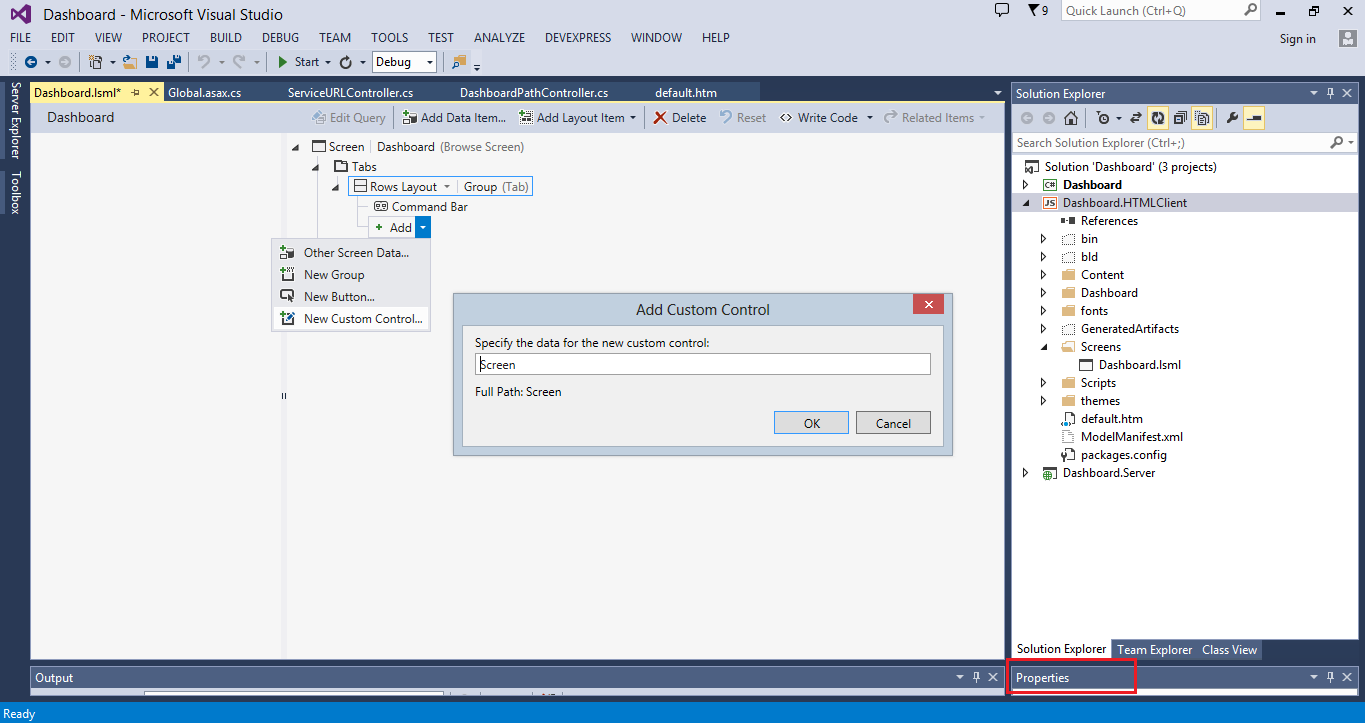 Dashboard - Microsoft Visual Studio
9
Quick Launch (Ctrl+Q)
FILE EDIT VIEW PROJECT BUILD DEBUG TEAM TOOLS TEST ANALYZE DEVEXPRESS WINDOW HELP
Sign in
Start
Debug
Server Explorer
Toolbox
Dashboard.lsml*
Global.asax.cs
ServiceURLController.cs
DashboardPathController.cs
default.htm
Dashboard
Edit Query
Add Data Item...
Add Layout Item
Delete
Reset
Write Code
Related Items
Screen Dashboard (Browse Screen)
Tabs
Rows Layout Group (Tab)
Command Bar
+ Add
Other Screen Data...
New Group
New Button...
New Custom Control...
Add Custom Control
Specify the data for the new custom control:
Screen
Full Path: Screen
OK
Cancel
Solution Explorer
Search Solution Explorer (Ctrl+;)
Solution 'Dashboard' (3 projects)
C# Dashboard
JS Dashboard.HTMLClient
References
bin
bld
Content
Dashboard
fonts
GeneratedArtifacts
Screens
Dashboard.lsml
Scripts
themes
default.htm
ModelManifest.xml
packages.config
Dashboard.Server
Solution Explorer Team Explorer Class View
Output
Properties
Ready